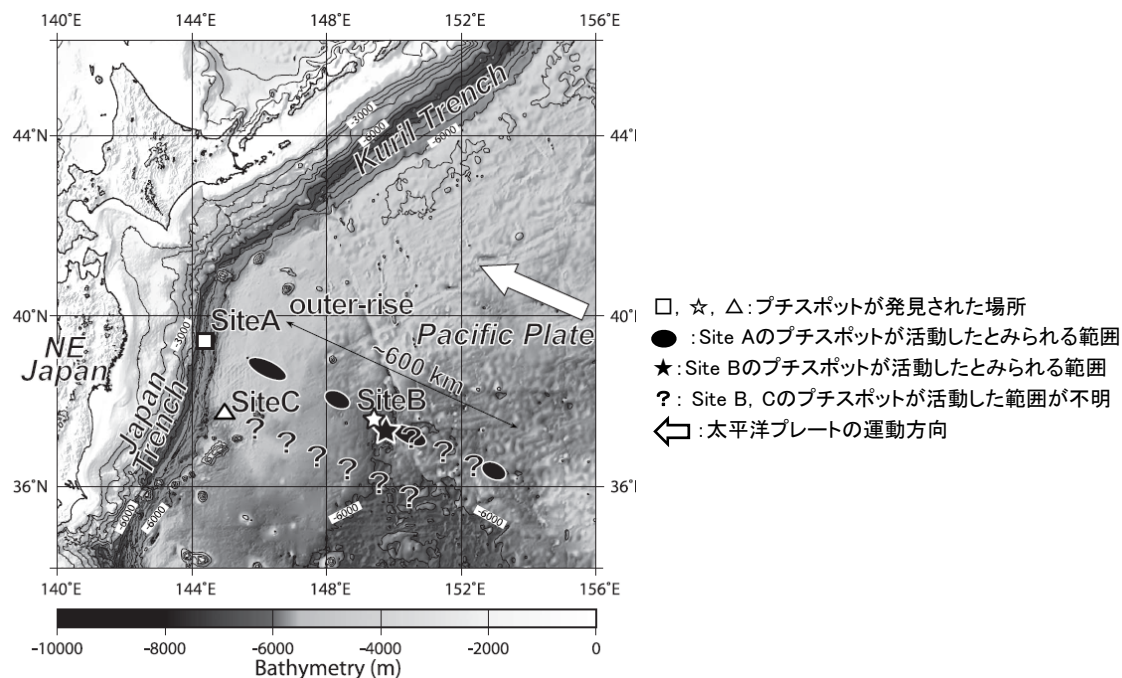 140˚E 144˚E 148˚E 152˚E 156˚E
44˚N 44˚N
40˚N 40˚N
36˚N 36˚N
-3000
-6000
-6000
Kuril Trench
outer-rise
SiteA
Pacific Plate
-3000
NE
Japan
~600 km
SiteB
SiteC
Japan
Trench
? ? ? ? ? ? ? ? ?
-6000
-6000
-6000
-6000
140˚E 144˚E 148˚E 152˚E 156˚E
-10000 -8000 -6000 -4000 -2000 0
Bathymetry (m)
□, ☆, △: プチスポットが発見された場所
:Site Aのプチスポットが活動したとみられる範囲
★:Site Bのプチスポットが活動したとみられる範囲
? : Site B, Cのプチスポットが活動した範囲が不明
:太平洋プレートの運動方向